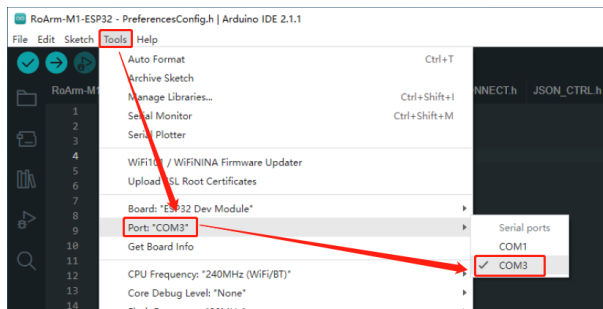 RoArm-M1-ESP32 - PreferencesConfig.h | Arduino IDE 2.1.1
File Edit Sketch Tools Help
Auto Format Ctrl+T
Archive Sketch
Manage Libraries... Ctrl+Shift+I
Serial Monitor Ctrl+Shift+M
Serial Plotter
WiFi101 / WiFiNINA Firmware Updater
Upload SSL Root Certificates
Board: "ESP32 Dev Module"
Port: "COM3"
Get Board Info
CPU Frequency: "240MHz (WiFi/BT)"
Core Debug Level: "None"
RoArm-M1
NNECT.h JSON_CTRL.h
1
2
3
4
5
6
7
8
9
10
11
12
13
14
Serial ports
COM1
COM3